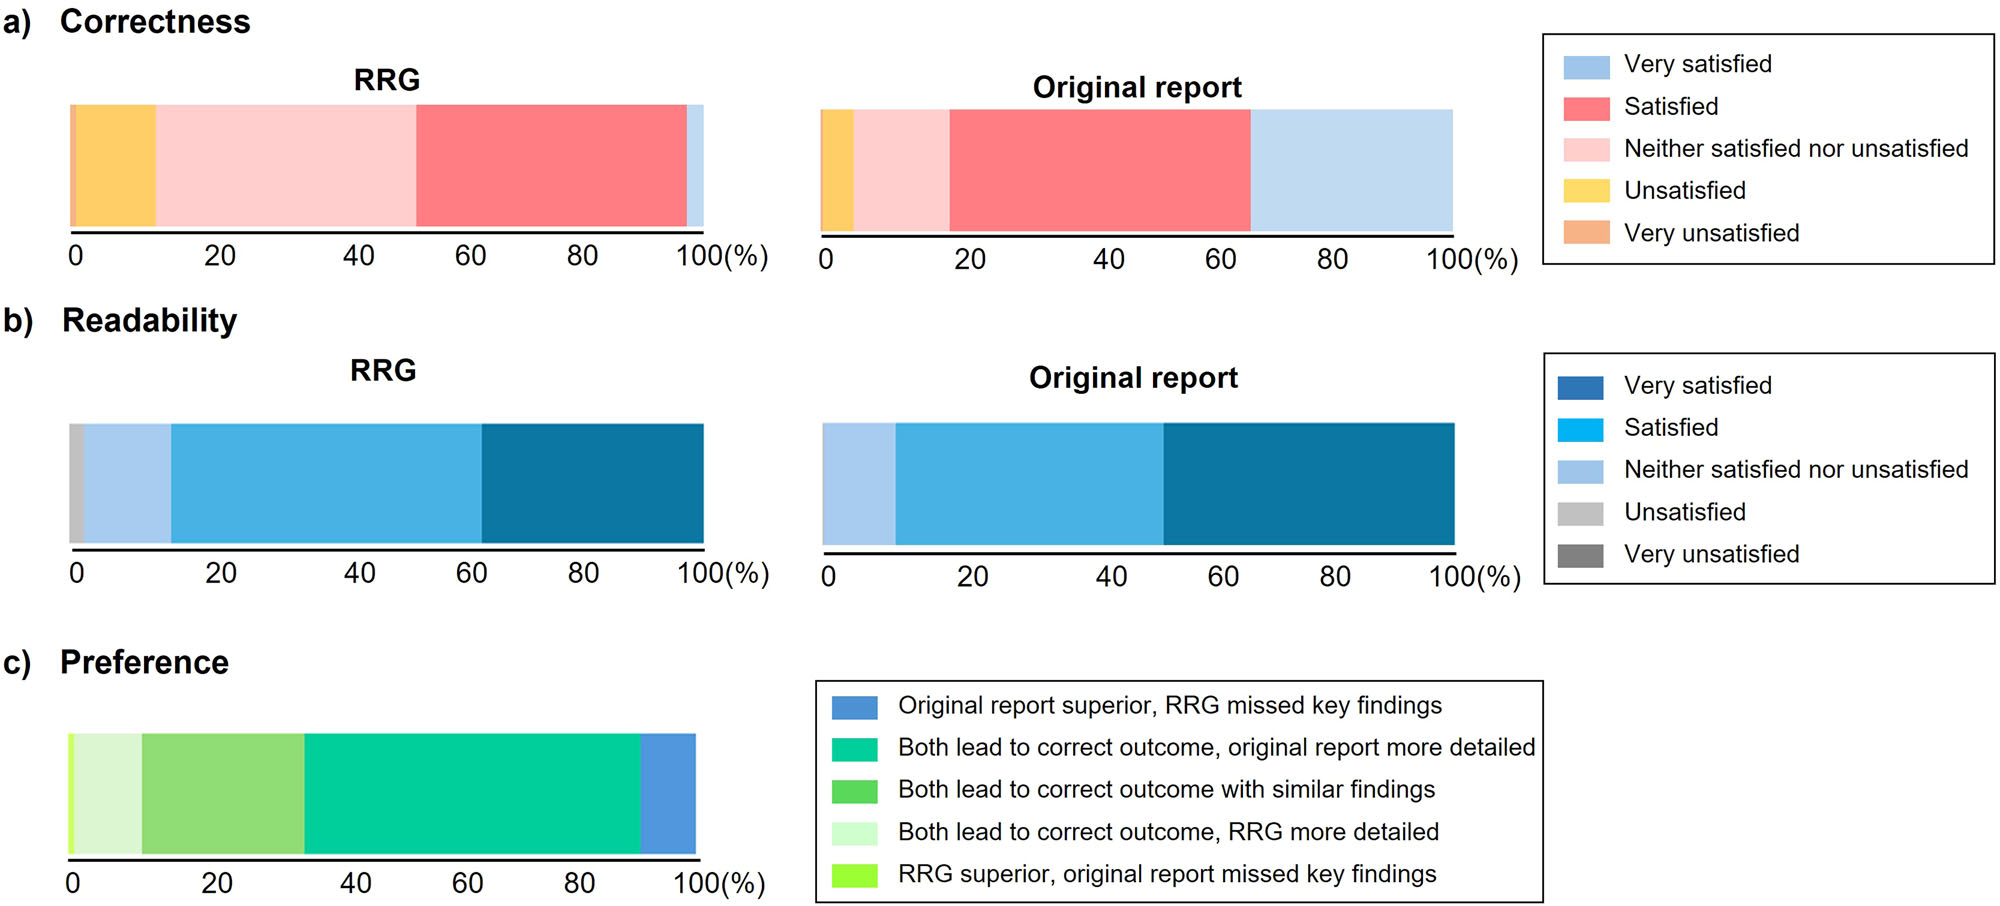 a) Correctness
RRG
Original report
0 20 40 60 80 100(%)
0 20 40 60 80 100(%)
Very satisfied
Satisfied
Neither satisfied nor unsatisfied
Unsatisfied
Very unsatisfied
b) Readability
RRG
Original report
0 20 40 60 80 100(%)
0 20 40 60 80 100(%)
Very satisfied
Satisfied
Neither satisfied nor unsatisfied
Unsatisfied
Very unsatisfied
c) Preference
0 20 40 60 80 100(%)
Original report superior, RRG missed key findings
Both lead to correct outcome, original report more detailed
Both lead to correct outcome with similar findings
Both lead to correct outcome, RRG more detailed
RRG superior, original report missed key findings